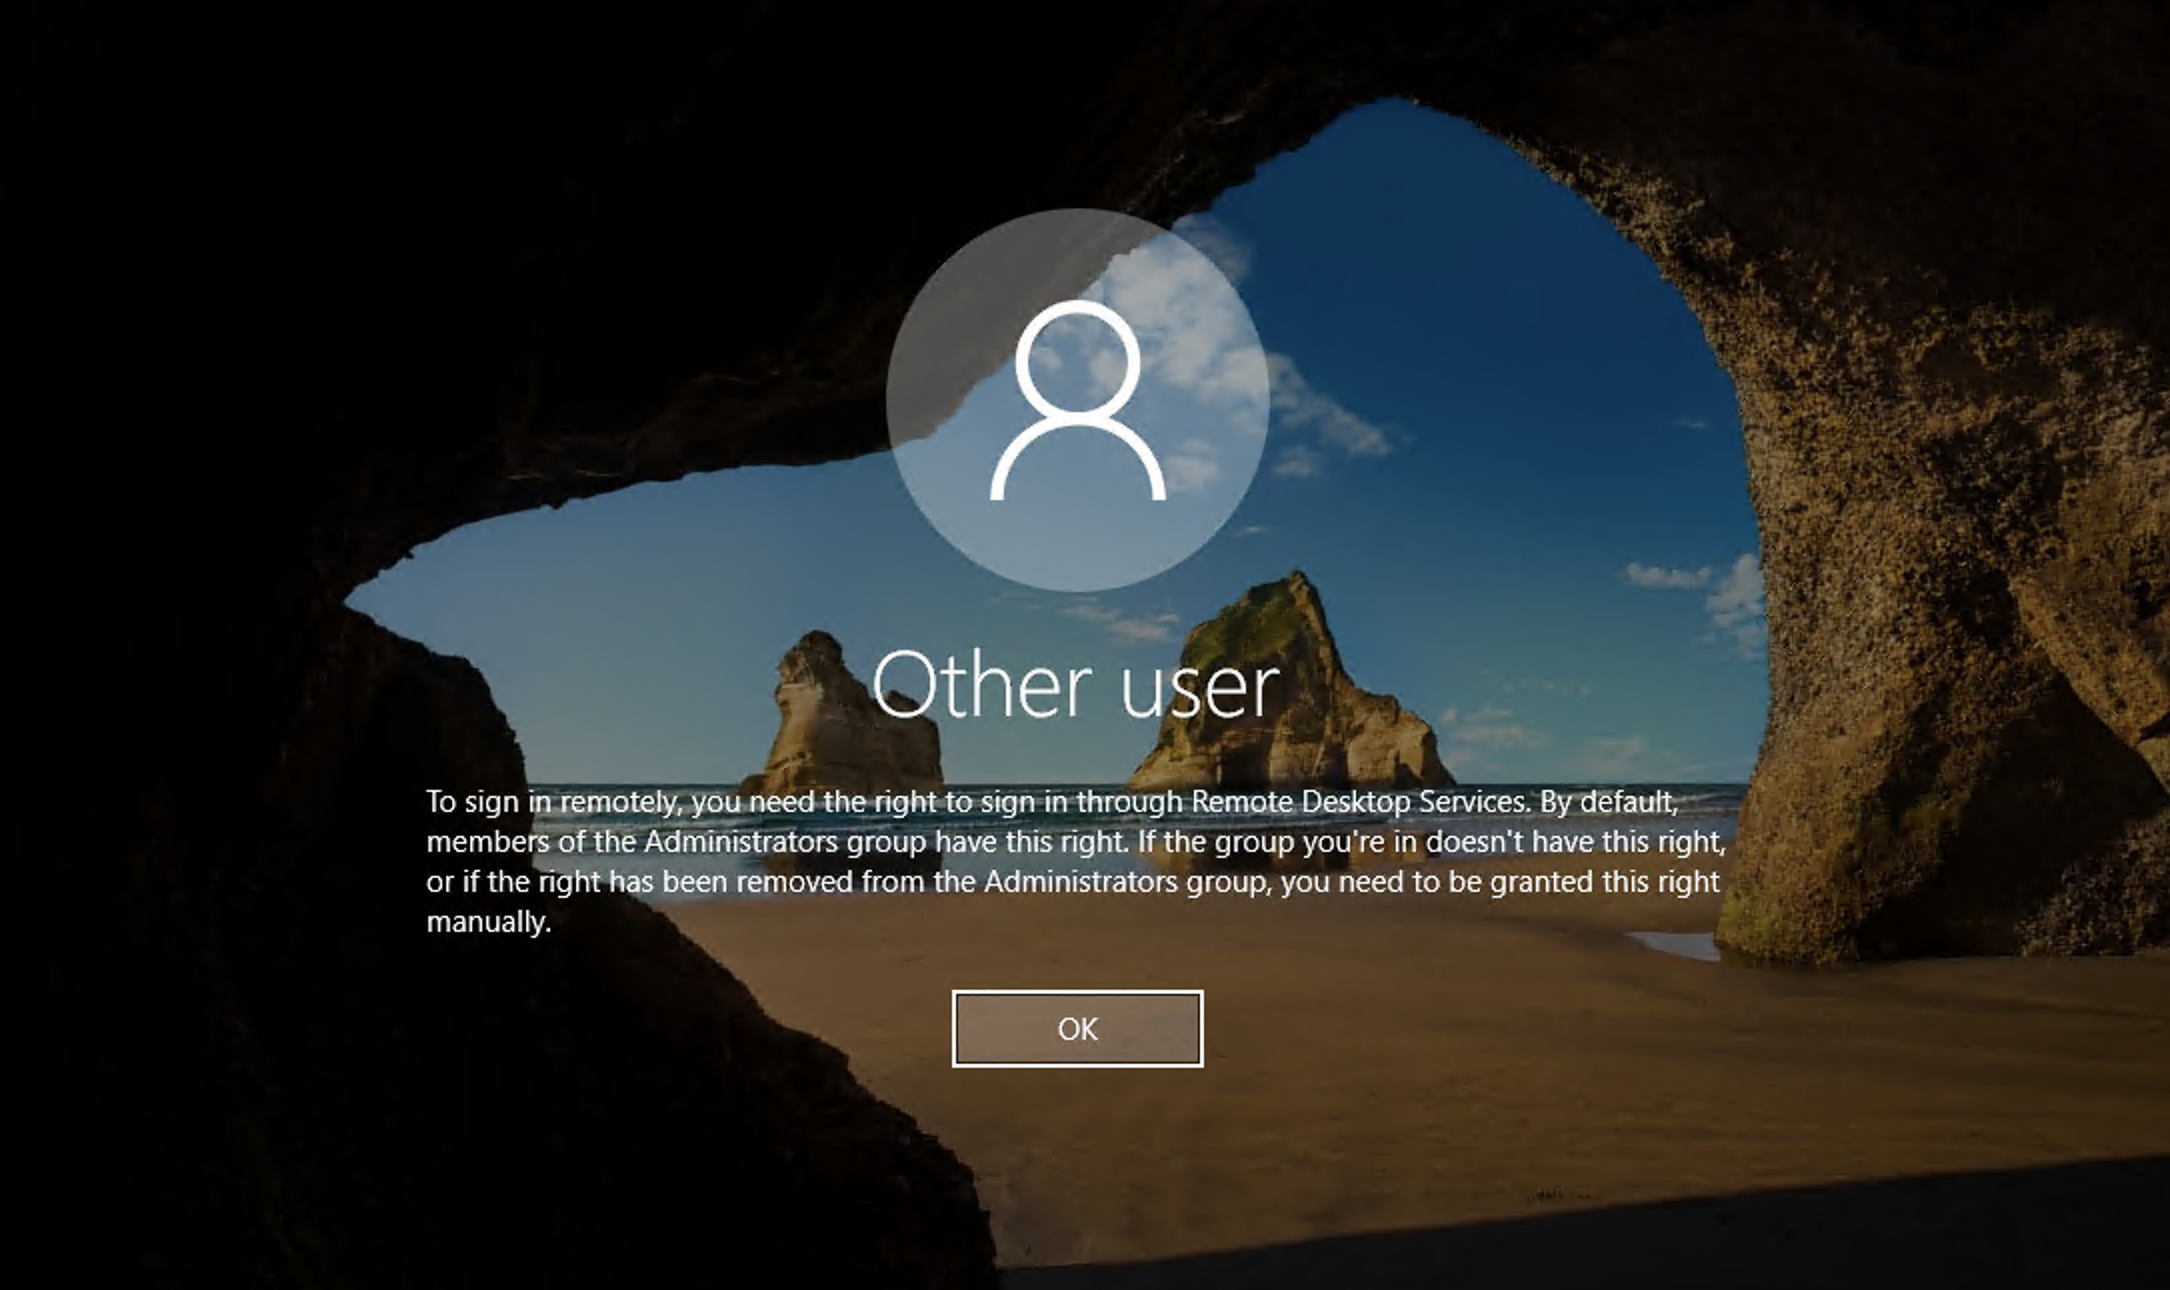 Other user
To sign in remotely, you need the right to sign in through Remote Desktop Services. By default,
members of the Administrators group have this right. If the group you're in doesn't have this right,
or if the right has been removed from the Administrators group, you need to be granted this right
manually.
OK